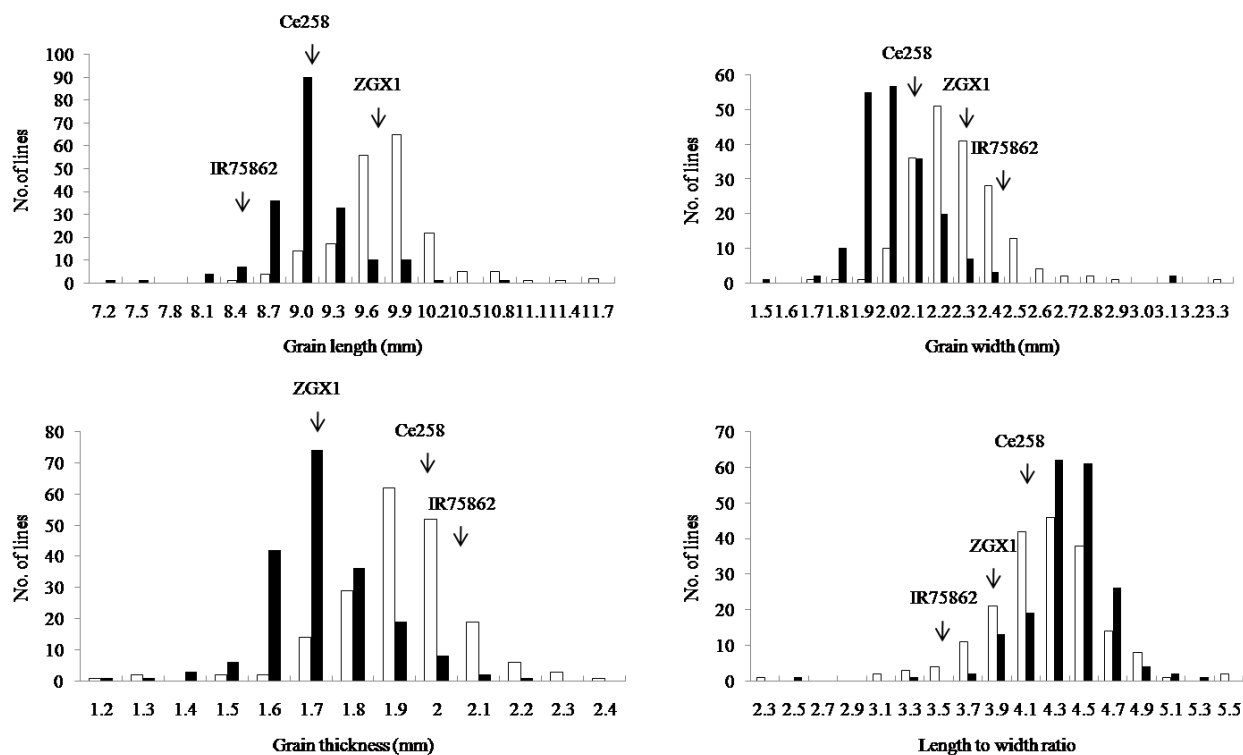 Ce258
ZGX1
IR75862
100
90
80
70
60
50
40
30
20
10
0
No. of lines
7.2 7.5 7.8 8.1 8.4 8.7 9.0 9.3 9.6 9.9 10.2 10.5 10.8 11.1 11.4 11.7
Grain length (mm)
Ce258
ZGX1
IR75862
60
50
40
30
20
10
0
No. of lines
1.5 1.6 1.7 1.8 1.9 2.0 2.1 2.2 2.3 2.4 2.5 2.6 2.7 2.8 2.9 3.0 3.1 3.2 3.3
Grain width (mm)
ZGX1
Ce258
IR75862
80
70
60
50
40
30
20
10
0
No. of lines
1.2 1.3 1.4 1.5 1.6 1.7 1.8 1.9 2 2.1 2.2 2.3 2.4
Grain thickness (mm)
Ce258
ZGX1
IR75862
70
60
50
40
30
20
10
0
No. of lines
2.3 2.5 2.7 2.9 3.1 3.3 3.5 3.7 3.9 4.1 4.3 4.5 4.7 4.9 5.1 5.3 5.5
Length to width ratio